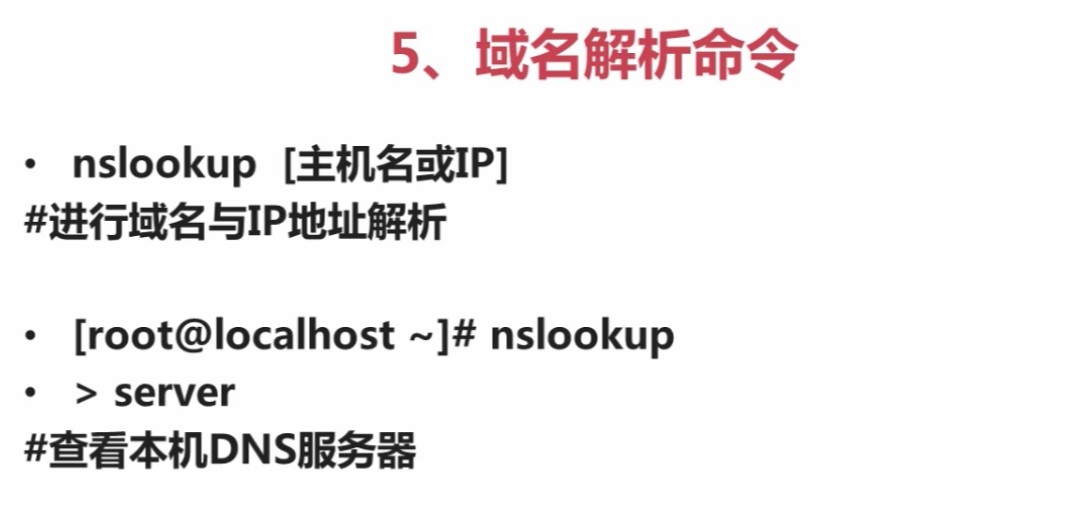 5、域名解析命令
• nslookup [主机名或IP]
#进行域名与IP地址解析
• [root@localhost ~]# nslookup
• > server
#查看本机DNS服务器